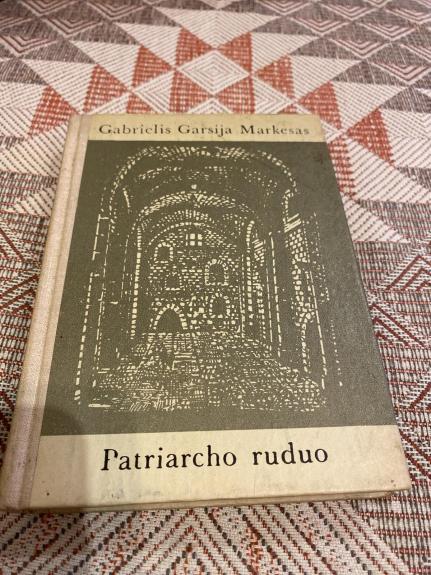 Gabrielis Garsija Markesas
Patriarcho ruduo